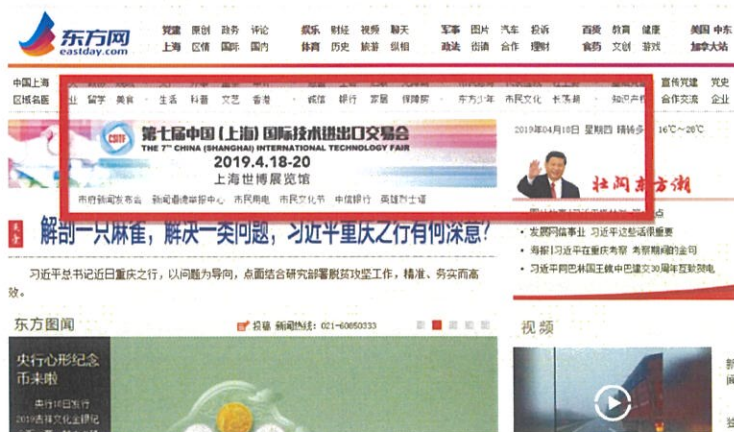 东方网
eastday.com
党建 原创 政务 评论 娱乐 财经 视频 聊天 军事 图片 汽车 投诉 百费 教育 健康 美国 中东
上海 区情 国际 国内 体育 历史 旅游 纵相 政法 街镇 合作 理财 食药 文创 游戏 加拿大站
中国上海 宣传党建 党史
区域名医 业 留学 美食 · 生活 科普 文艺 香港 · 诚信 银行 家居 保障房 · 东方少年 市民文化 长三角 · 知识产权 合作交流 企业
CSITF 第七届中国(上海)国际技术进出口交易会
THE 7TH CHINA (SHANGHAI) INTERNATIONAL TECHNOLOGY FAIR
2019.4.18-20
上海世博展览馆
2019年04月18日 星期四 晴转多 16℃~20℃
壮阔东方潮
市府新闻发布会 新闻道德举报中心 市民用电 市民文化节 中信银行 英雄烈士谱
解剖一只麻雀,解决一类问题,习近平重庆之行有何深意?
习近平总书记近日重庆之行,以问题为导向,点面结合研究部署脱贫攻坚工作,精准、务实而高
效。
· 发展网信事业 习近平这些话很重要
· 海报|习近平在重庆考察 考察期间的金句
· 习近平同巴林国王就中巴建交30周年互致贺电
东方图闻
投稿 新闻热线: 021-60850333
视频
央行心形纪念
币来啦
央行18日发行
2019吉祥文化金银纪